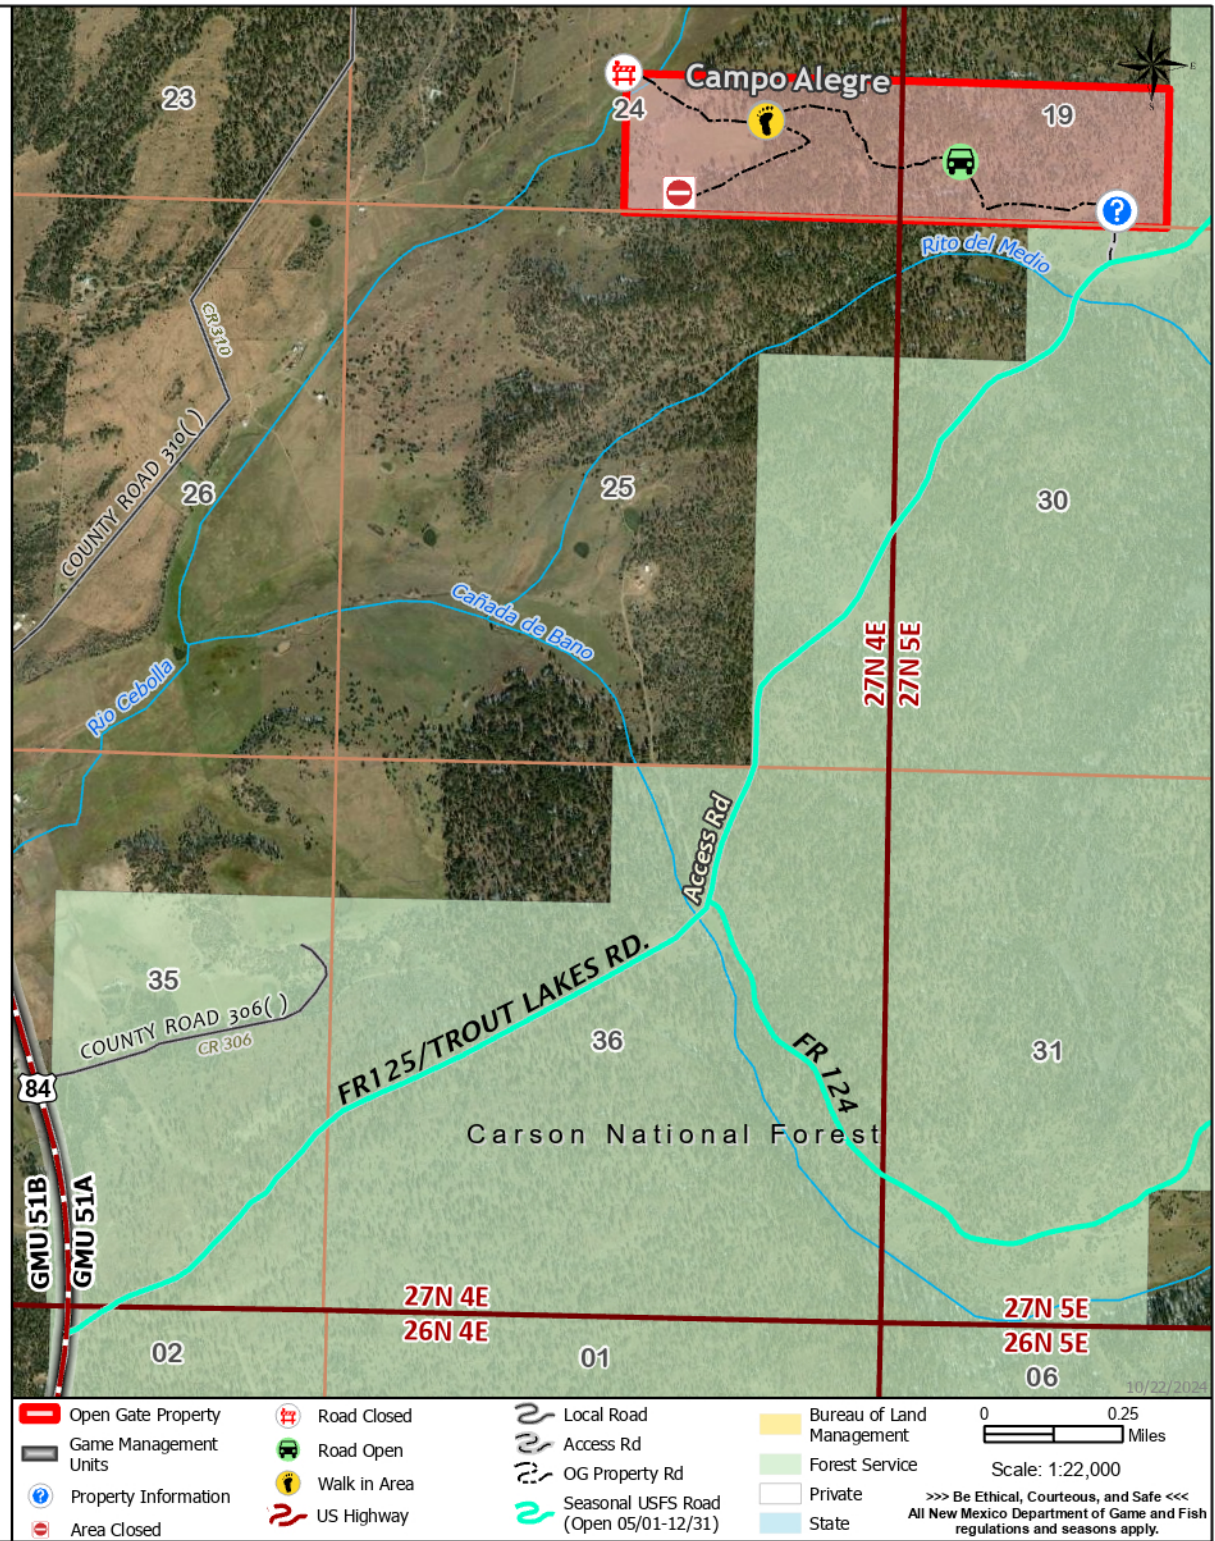 23
Campo Alegre
E
S
24
19
Rito del Medio
CR 310
COUNTY ROAD 310( )
26
25
30
Cañada de Bano
27N 4E
27N 5E
Rio Cebolla
Access Rd
FR125/TROUT LAKES RD.
35
COUNTY ROAD 306( )
CR 306
36
FR 124
31
84
Carson National Forest
GMU 51B
GMU 51A
27N 4E
26N 4E
27N 5E
26N 5E
02
01
06
10/22/2024
Open Gate Property
Game Management
Units
Property Information
Area Closed
Road Closed
Road Open
Walk in Area
US Highway
Local Road
Access Rd
OG Property Rd
Seasonal USFS Road
(Open 05/01-12/31)
Bureau of Land
Management
Forest Service
Private
State
0 0.25
Miles
Scale: 1:22,000
>>> Be Ethical, Courteous, and Safe <<<
All New Mexico Department of Game and Fish
regulations and seasons apply.